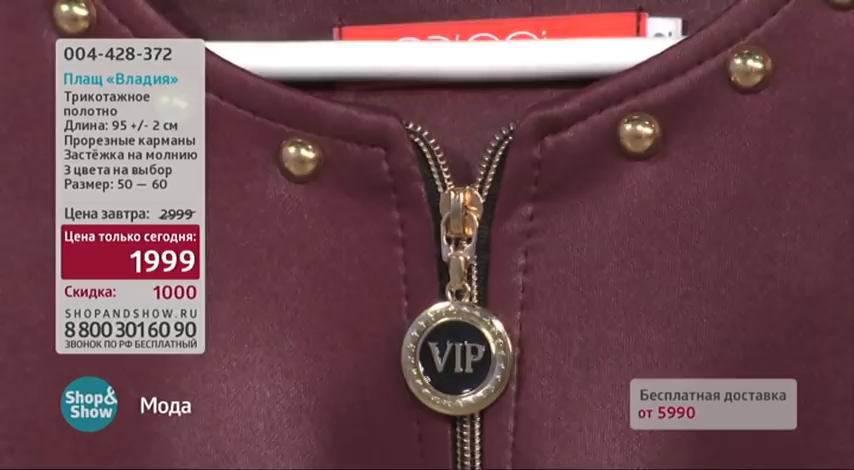 004-428-372
Плащ «Владия»
Трикотажное
полотно
Длина: 95 +/- 2 см
Прорезные карманы
Застёжка на молнию
3 цвета на выбор
Размер: 50 — 60
Цена завтра: 2999
Цена только сегодня:
1999
Скидка: 1000
SHOPANDSHOW.RU
8 800 301 60 90
ЗВОНОК ПО РФ БЕСПЛАТНЫЙ
VIP
Shop&
Show
Мода
Бесплатная доставка
от 5990